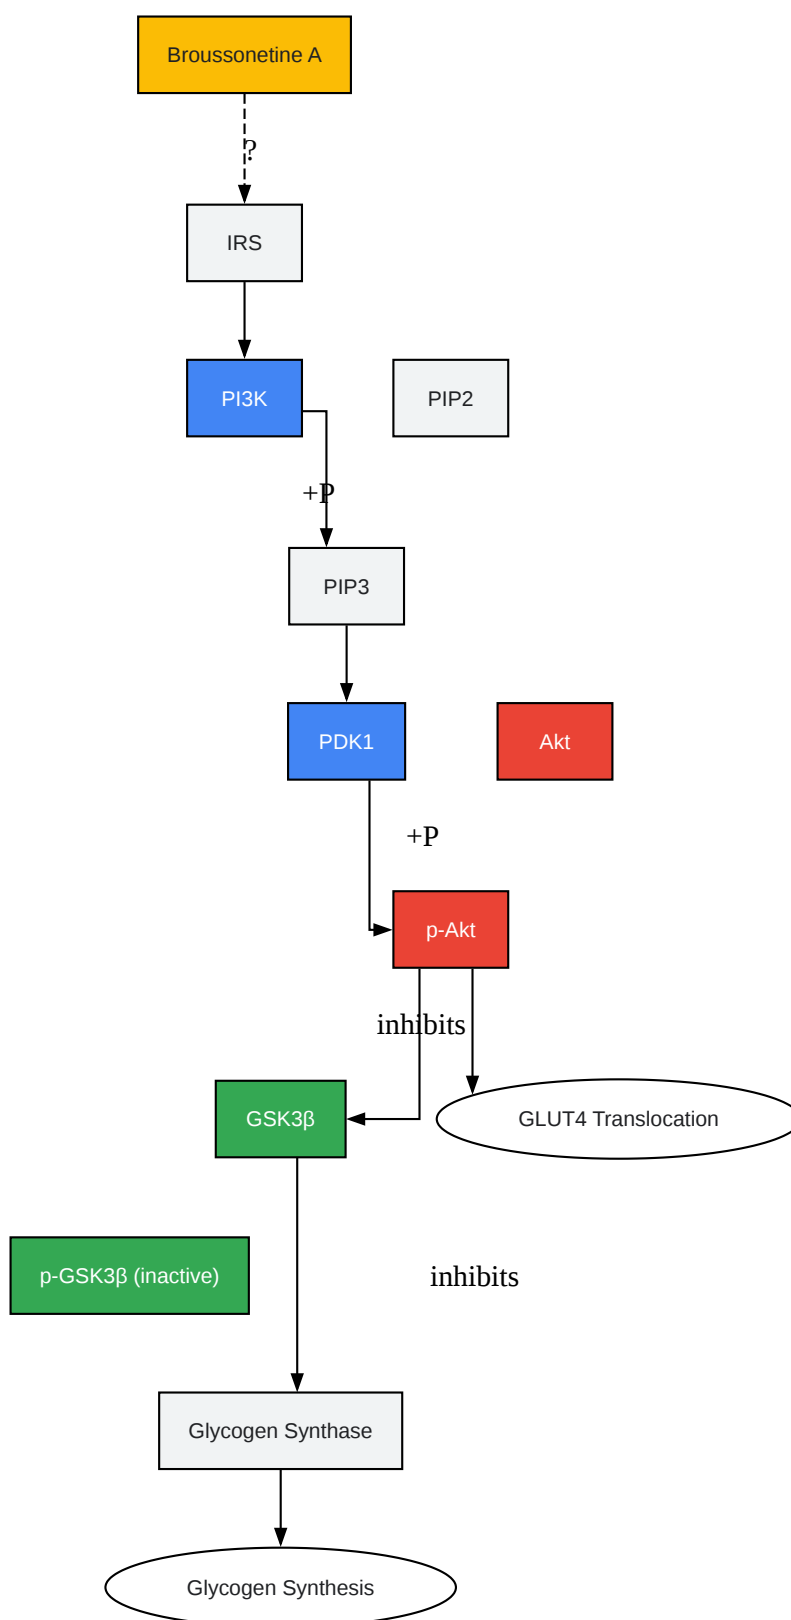 Broussonetine A
?
IRS
PI3K
PIP2
+P
PIP3
PDK1
Akt
+P
p-Akt
inhibits
GSK3β
GLUT4 Translocation
p-GSK3β (inactive)
inhibits
Glycogen Synthase
Glycogen Synthesis